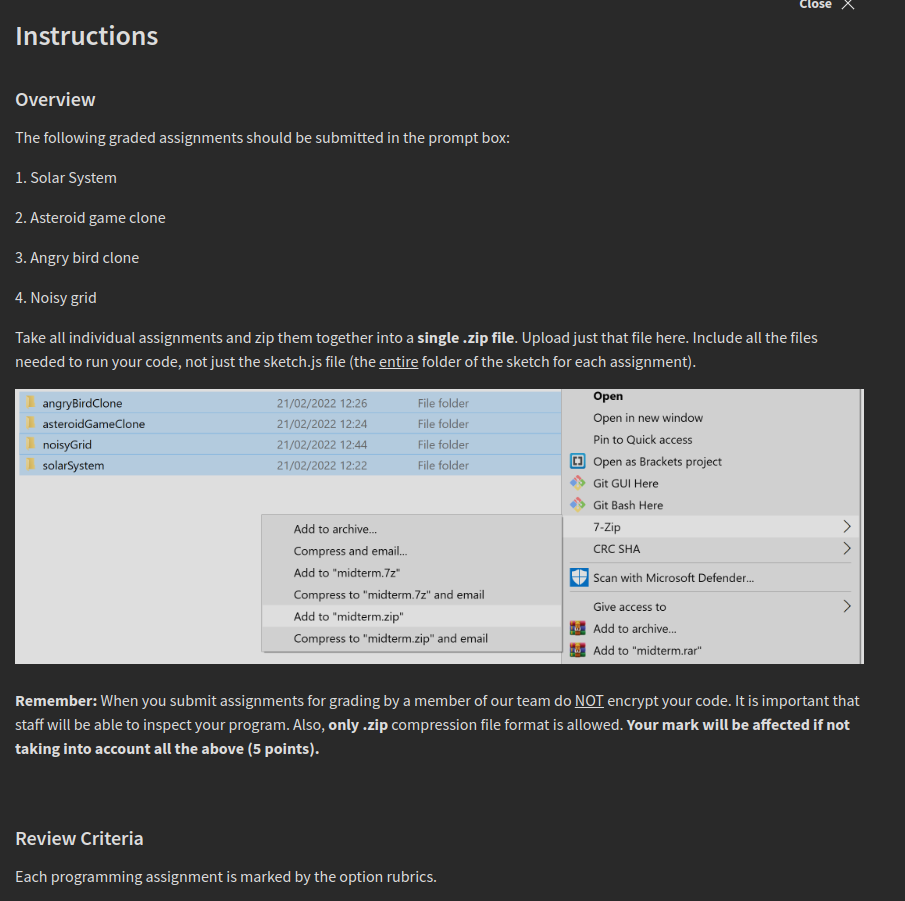 Close
Instructions
Overview
The following graded assignments should be submitted in the prompt box:
1. Solar System
2. Asteroid game clone
3. Angry bird clone
4. Noisy grid
Take all individual assignments and zip them together into a single .zip file. Upload just that file here. Include all the files
needed to run your code, not just the sketch.js file (the entire folder of the sketch for each assignment).
angryBirdClone 21/02/2022 12:26 File folder
asteroidGameClone 21/02/2022 12:24 File folder
noisyGrid 21/02/2022 12:44 File folder
solarSystem 21/02/2022 12:22 File folder
Open
Open in new window
Pin to Quick access
Open as Brackets project
Git GUI Here
Git Bash Here
7-Zip
CRC SHA
Scan with Microsoft Defender...
Give access to
Add to archive...
Add to "midterm.rar"
Add to archive...
Compress and email...
Add to "midterm.7z"
Compress to "midterm.7z" and email
Add to "midterm.zip"
Compress to "midterm.zip" and email
Remember: When you submit assignments for grading by a member of our team do NOT encrypt your code. It is important that
staff will be able to inspect your program. Also, only .zip compression file format is allowed. Your mark will be affected if not
taking into account all the above (5 points).
Review Criteria
Each programming assignment is marked by the option rubrics.